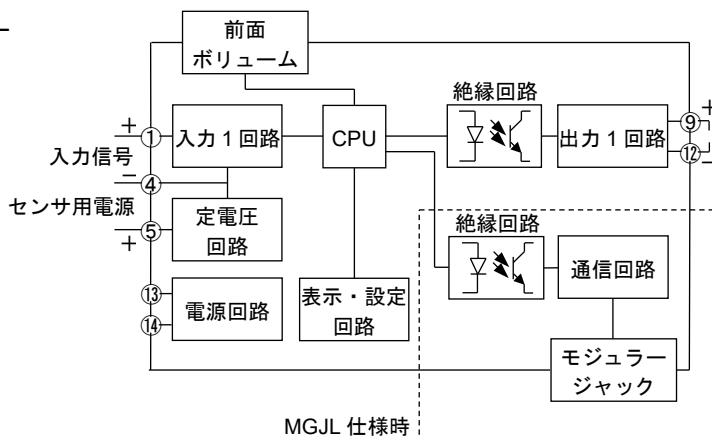 前面
ボリューム
絶縁回路
+
①
入力1回路
CPU
出力1回路
⑨
+
入力信号
−
④
⑫
−
センサ用電源
定電圧
回路
⑤
+
絶縁回路
通信回路
⑬
⑭
電源回路
表示・設定
回路
モジュラー
ジャック
MGJL 仕様時